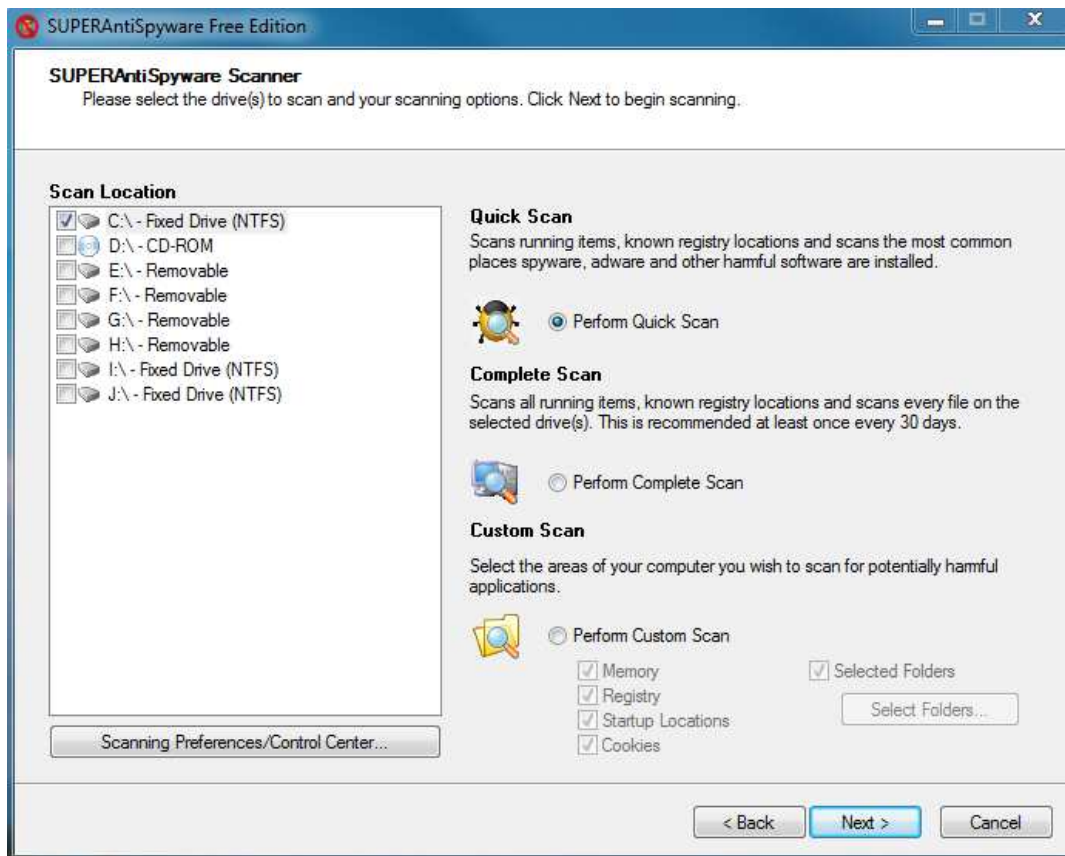 SUPERAntiSpyware Free Edition
SUPERAntiSpyware Scanner
Please select the drive(s) to scan and your scanning options. Click Next to begin scanning.
Scan Location
C:\ - Fixed Drive (NTFS)
D:\ - CD-ROM
E:\ - Removable
F:\ - Removable
G:\ - Removable
H:\ - Removable
I:\ - Fixed Drive (NTFS)
J:\ - Fixed Drive (NTFS)
Scanning Preferences/Control Center...
Quick Scan
Scans running items, known registry locations and scans the most common
places spyware, adware and other harmful software are installed.
Perform Quick Scan
Complete Scan
Scans all running items, known registry locations and scans every file on the
selected drive(s). This is recommended at least once every 30 days.
Perform Complete Scan
Custom Scan
Select the areas of your computer you wish to scan for potentially harmful
applications.
Perform Custom Scan
Memory
Registry
Startup Locations
Cookies
Selected Folders
Select Folders...
< Back
Next >
Cancel